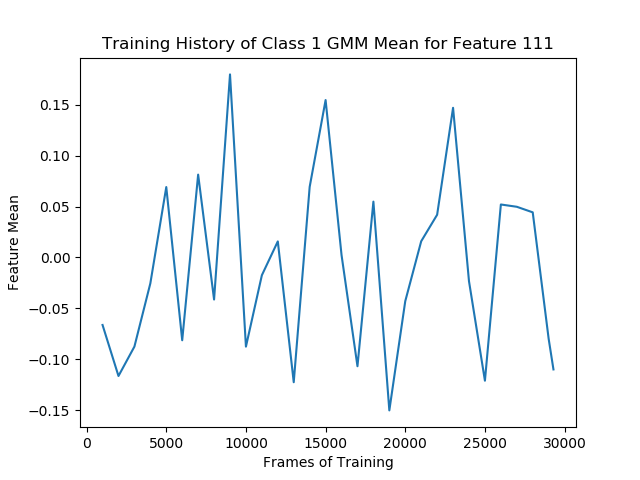 Training History of Class 1 GMM Mean for Feature 111
0.15
0.10
0.05
0.00
−0.05
−0.10
−0.15
Feature Mean
0 5000 10000 15000 20000 25000 30000
Frames of Training